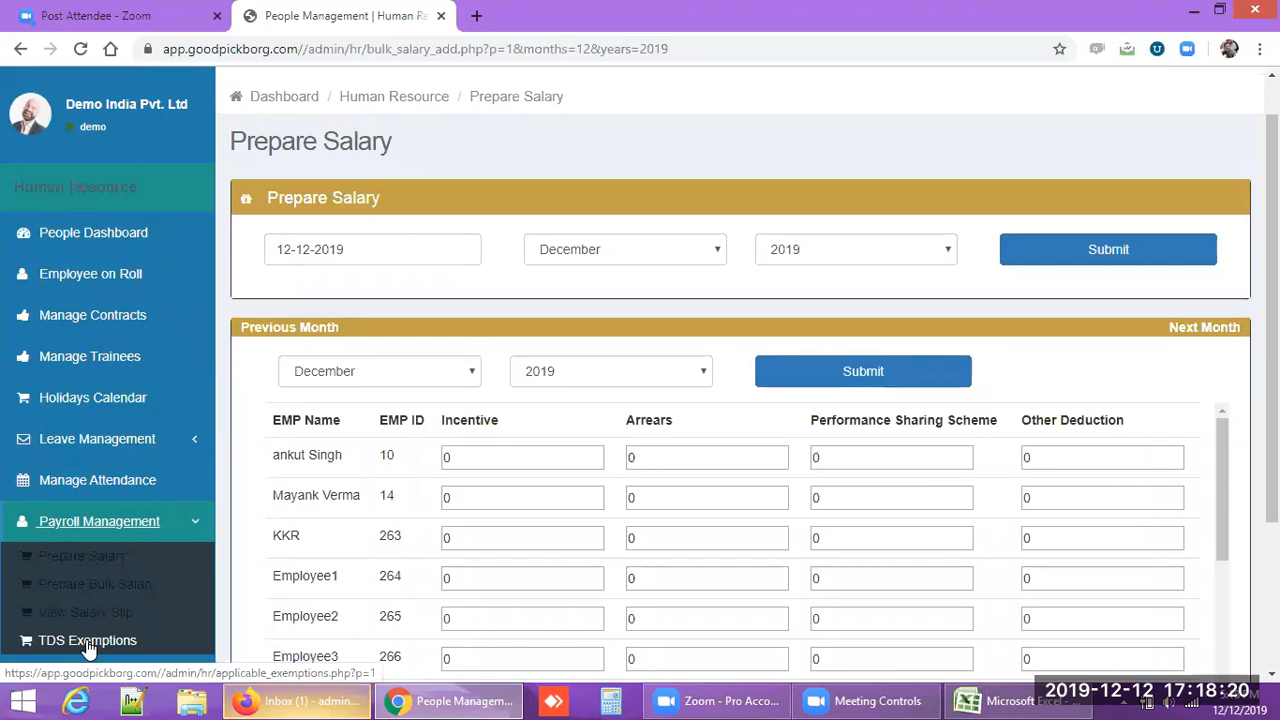 Post Attendee - Zoom
People Management | Human Re
app.goodpickborg.com//admin/hr/bulk_salary_add.php?p=1&months=12&years=2019
Demo India Pvt. Ltd
demo
Human Resource
People Dashboard
Employee on Roll
Manage Contracts
Manage Trainees
Holidays Calendar
Leave Management
Manage Attendance
Payroll Management
Prepare Salary
Prepare Bulk Salary
View Salary Slip
TDS Exemptions
https://app.goodpickborg.com//admin/hr/applicable_exemptions.php?p=1
Dashboard / Human Resource / Prepare Salary
Prepare Salary
Prepare Salary
12-12-2019 December 2019 Submit
Previous Month Next Month
December 2019 Submit
EMP Name EMP ID Incentive Arrears Performance Sharing Scheme Other Deduction
ankut Singh 10 0 0 0 0
Mayank Verma 14 0 0 0 0
KKR 263 0 0 0 0
Employee1 264 0 0 0 0
Employee2 265 0 0 0 0
Employee3 266 0 0 0 0
Inbox (1) - admin... People Managem... Zoom - Pro Accou... Meeting Controls Microsoft Exc
2019-12-12 17:18:20
12/12/2019